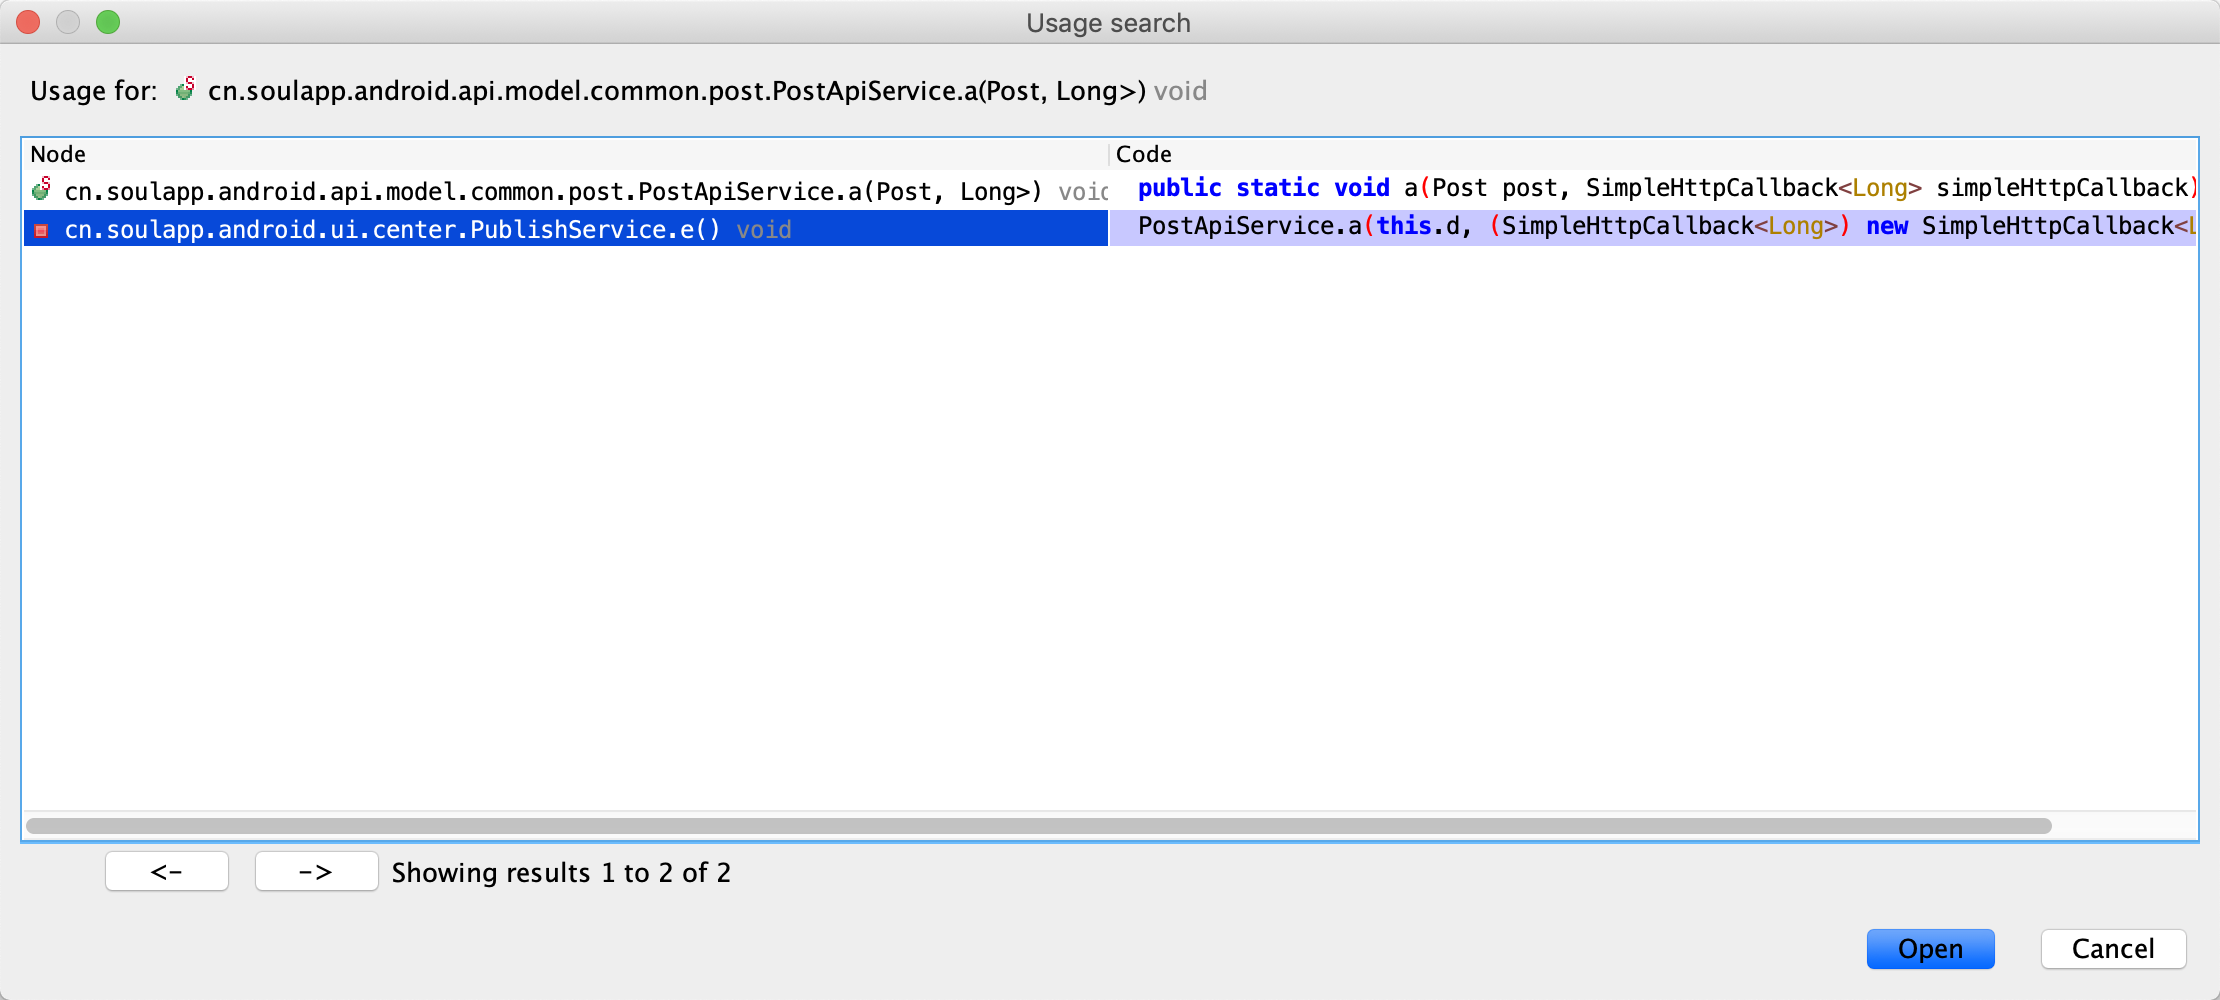 Usage search
Usage for: cn.soulapp.android.api.model.common.post.PostApiService.a(Post, Long>) void
Node Code
cn.soulapp.android.api.model.common.post.PostApiService.a(Post, Long>) void public static void a(Post post, SimpleHttpCallback<Long> simpleHttpCallback)
cn.soulapp.android.ui.center.PublishService.e() void PostApiService.a(this.d, (SimpleHttpCallback<Long>) new SimpleHttpCallback<L
<- -> Showing results 1 to 2 of 2
Open Cancel